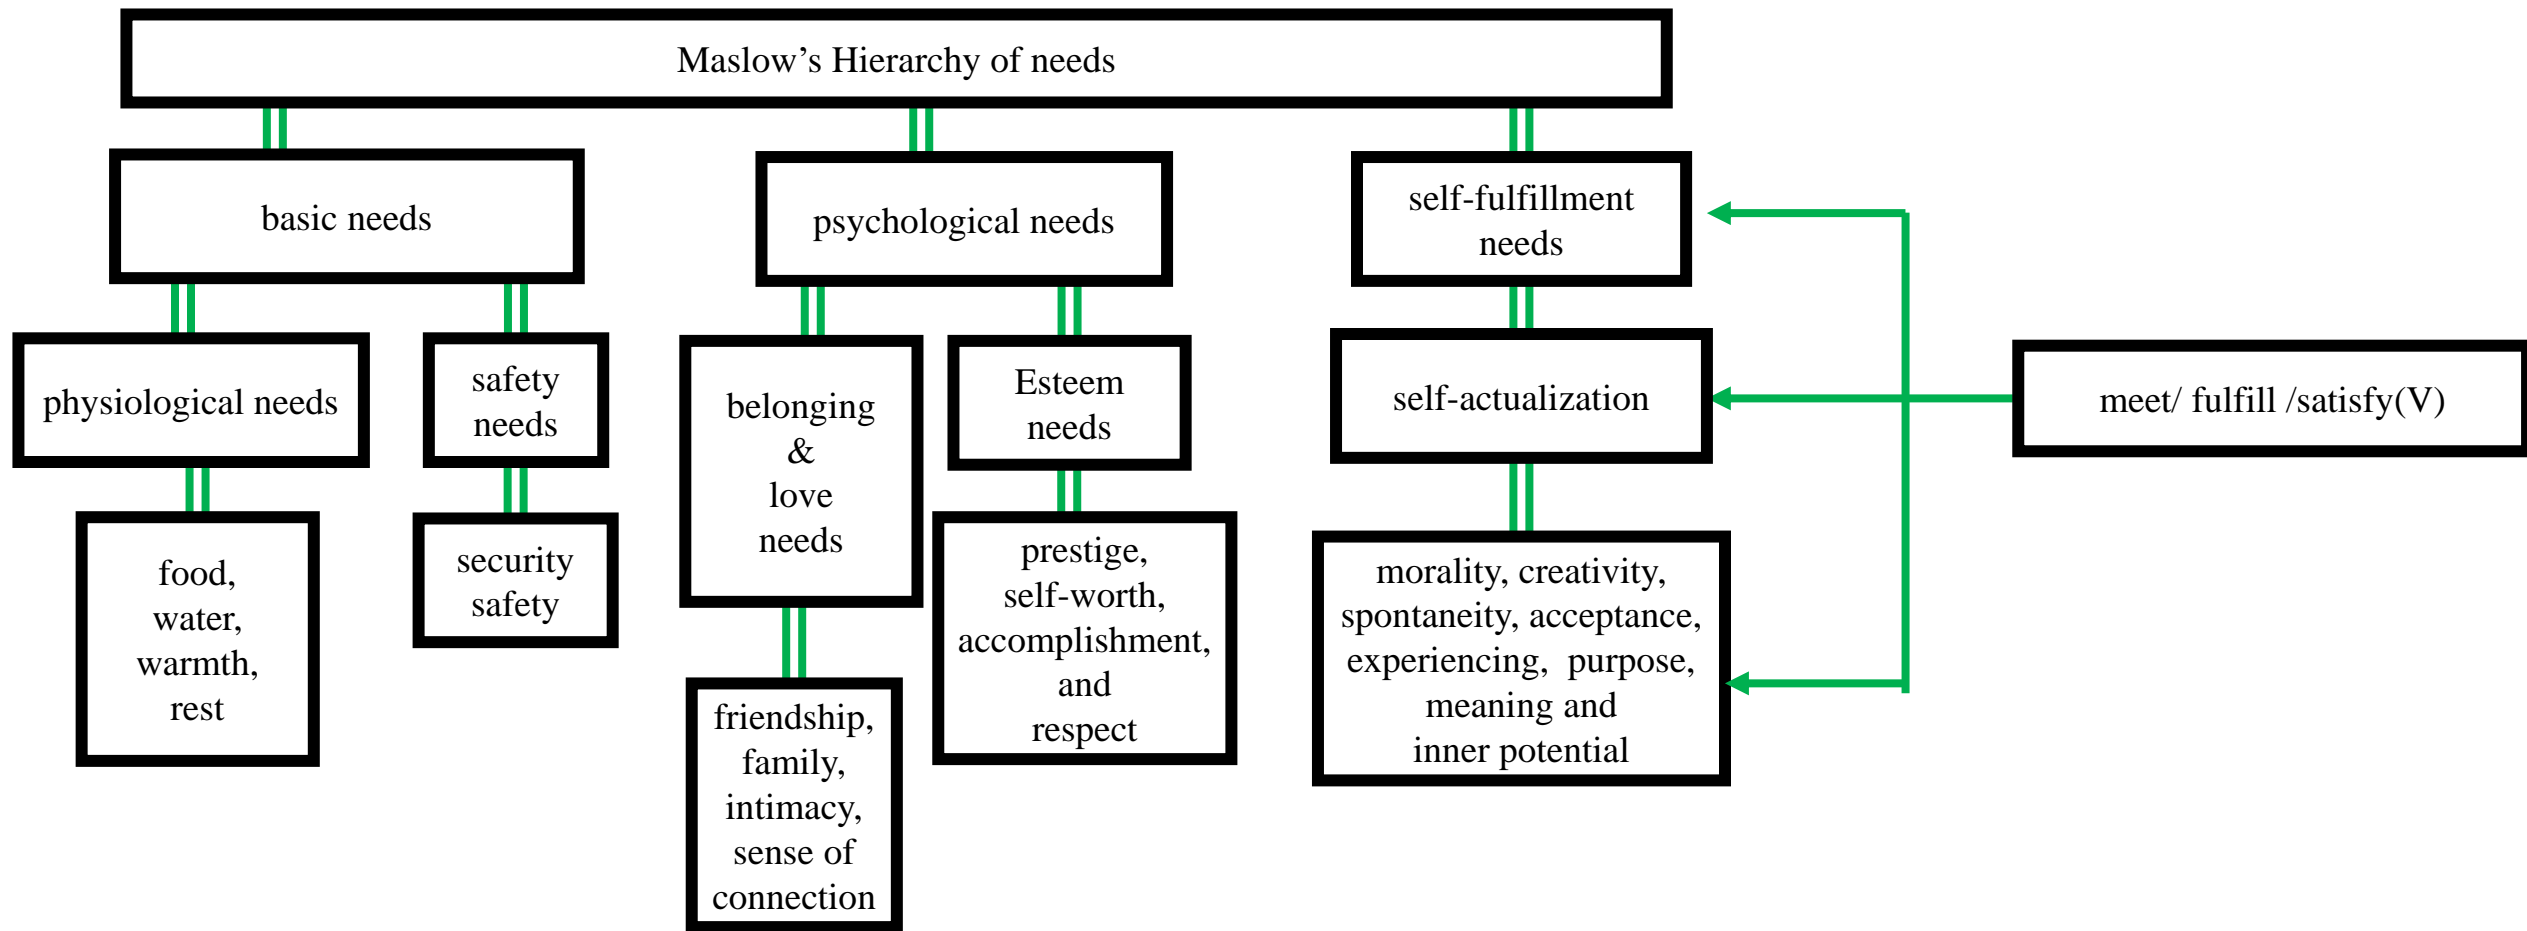 Maslow’s Hierarchy of needs
basic needs
psychological needs
self-fulfillment
needs
physiological needs
safety
needs
belonging
&
love
needs
Esteem
needs
self-actualization
meet/ fulfill /satisfy(V)
food,
water,
warmth,
rest
security
safety
friendship,
family,
intimacy,
sense of
connection
prestige,
self-worth,
accomplishment,
and
respect
morality, creativity,
spontaneity, acceptance,
experiencing,  purpose,
meaning and
inner potential